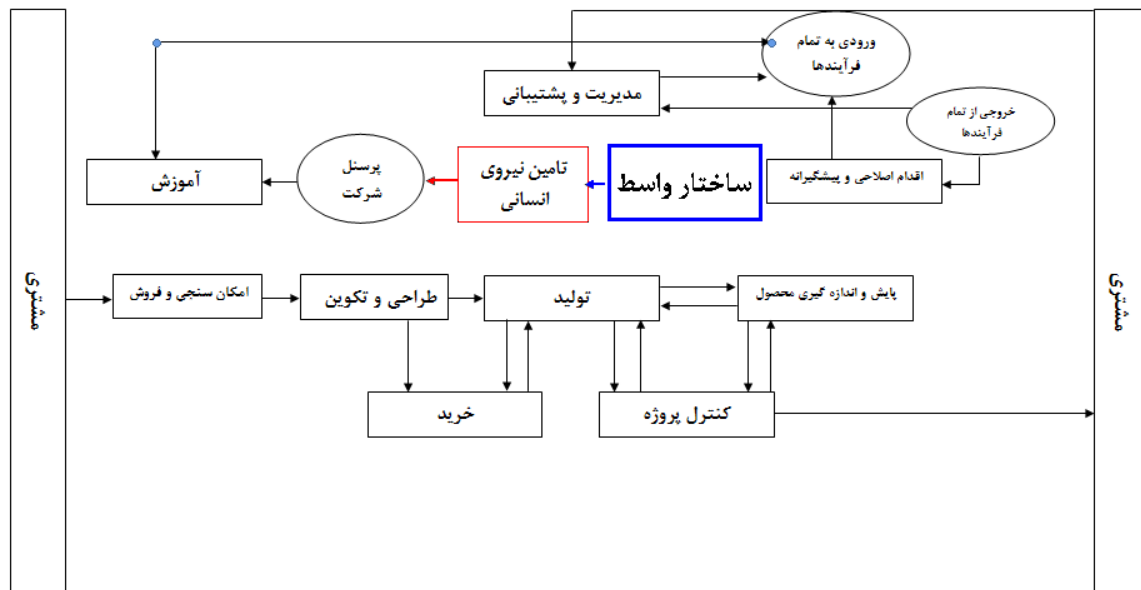 ورودی به تمام
فرآیندها
مدیریت و پشتیبانی
خروجی از تمام
فرآیندها
اقدام اصلاحی و پیشگیرانه
ساختار واسط
تامین نیروی
انسانی
پرسنل
شرکت
آموزش
مشتری
مشتری
امکان سنجی و فروش
طراحی و تکوین
تولید
پایش و اندازه گیری محصول
خرید
کنترل پروژه